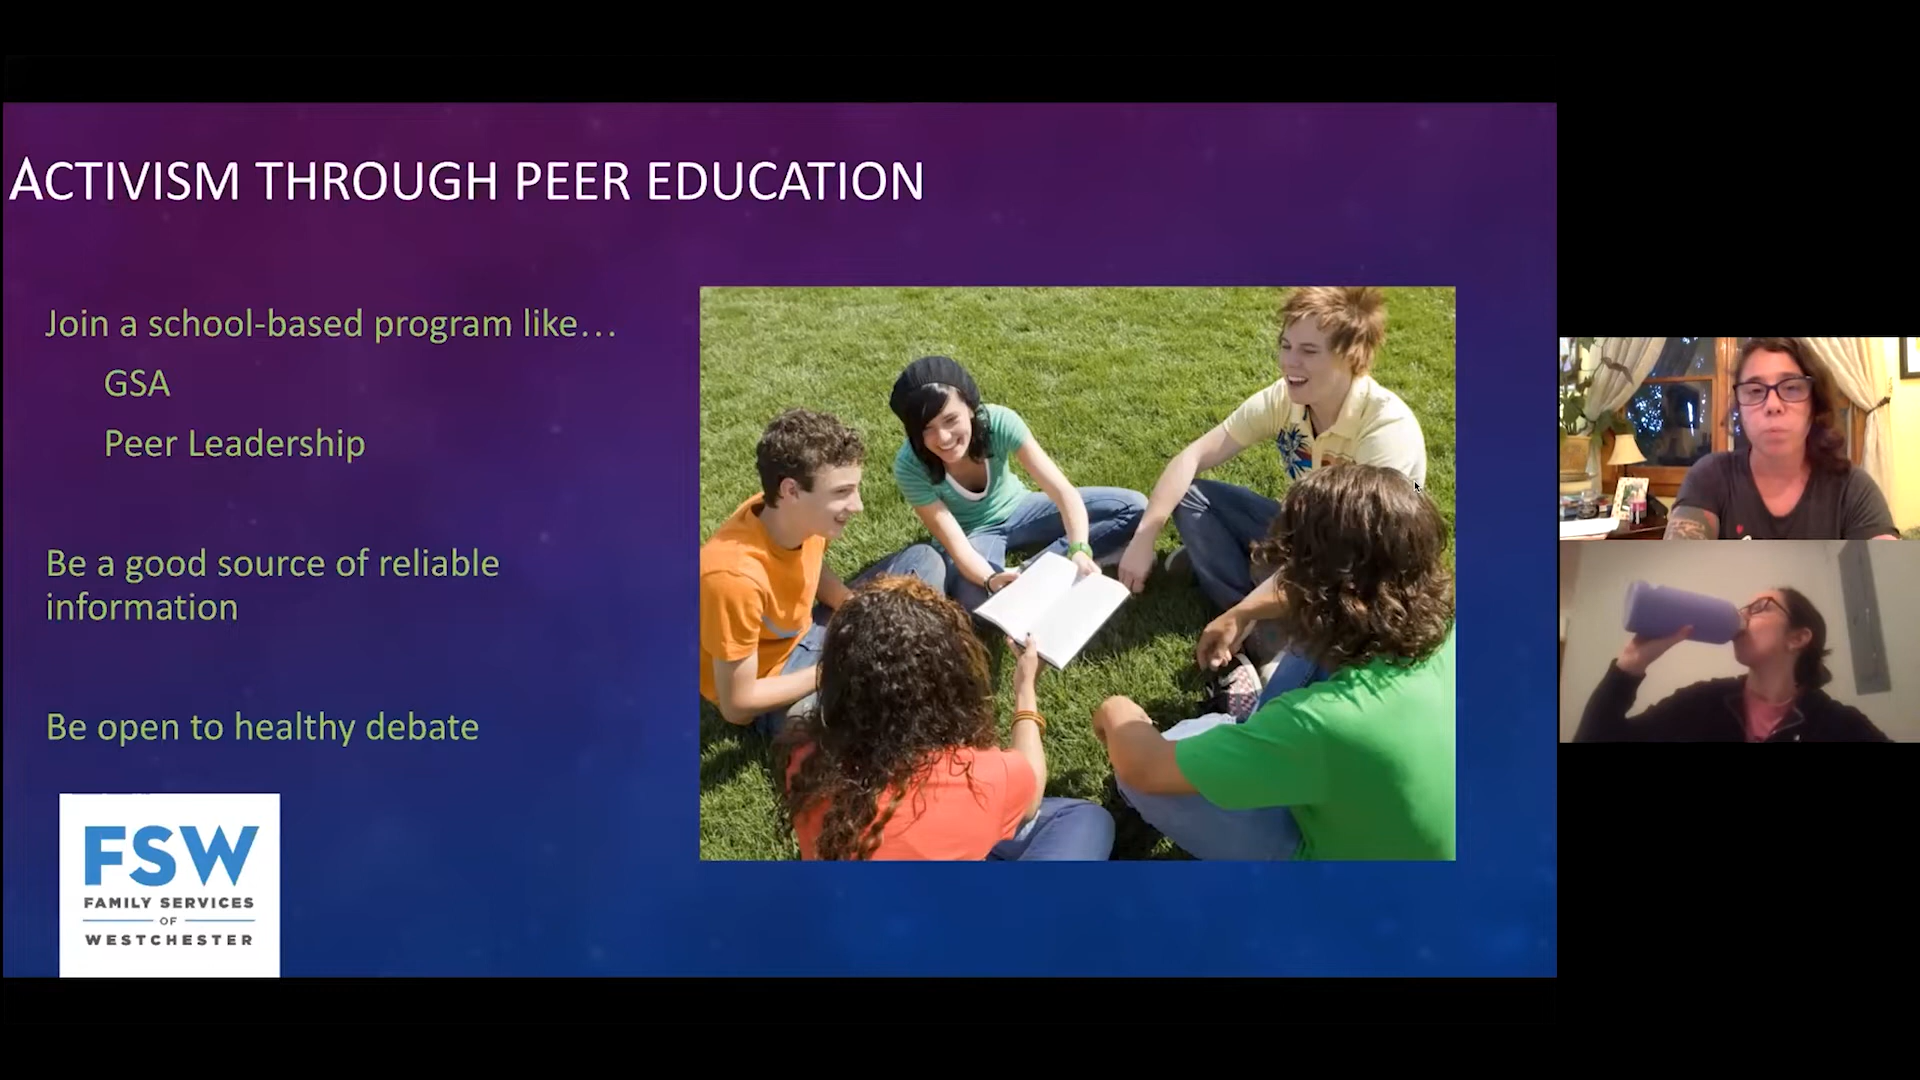 ACTIVISM THROUGH PEER EDUCATION
Join a school-based program like…
GSA
Peer Leadership
Be a good source of reliable
information
Be open to healthy debate
FSW
FAMILY SERVICES
OF
WESTCHESTER